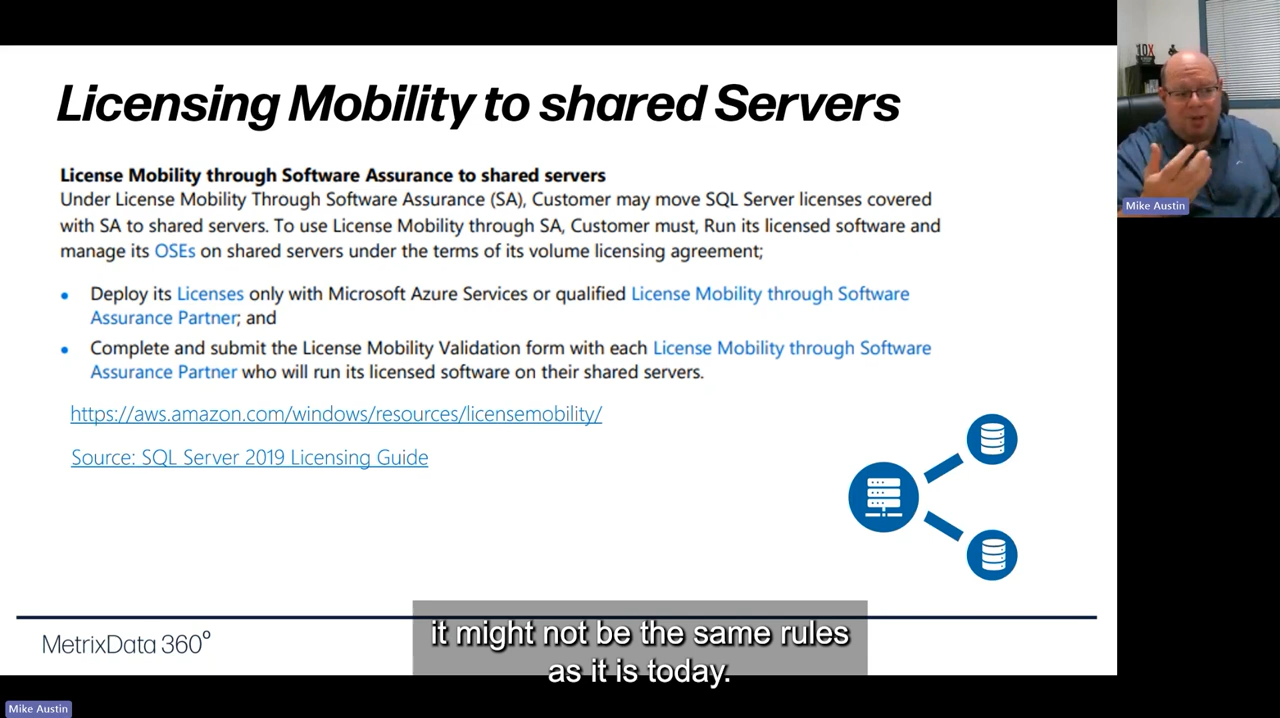 Licensing Mobility to shared Servers
10X
Mike Austin
License Mobility through Software Assurance to shared servers
Under License Mobility Through Software Assurance (SA), Customer may move SQL Server licenses covered
with SA to shared servers. To use License Mobility through SA, Customer must, Run its licensed software and
manage its OSEs on shared servers under the terms of its volume licensing agreement;
• Deploy its Licenses only with Microsoft Azure Services or qualified License Mobility through Software
Assurance Partner; and
• Complete and submit the License Mobility Validation form with each License Mobility through Software
Assurance Partner who will run its licensed software on their shared servers.
https://aws.amazon.com/windows/resources/licensemobility/
Source: SQL Server 2019 Licensing Guide
MetrixData 360°
it might not be the same rules
as it is today.
Mike Austin